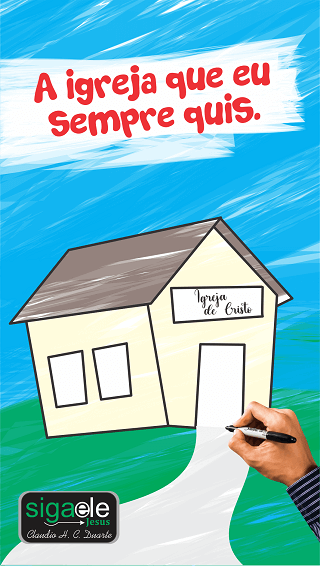 A igreja que eu
sempre quis.
Igreja
de Cristo
sigaele
Jesus
Claudio H. C. Duarte